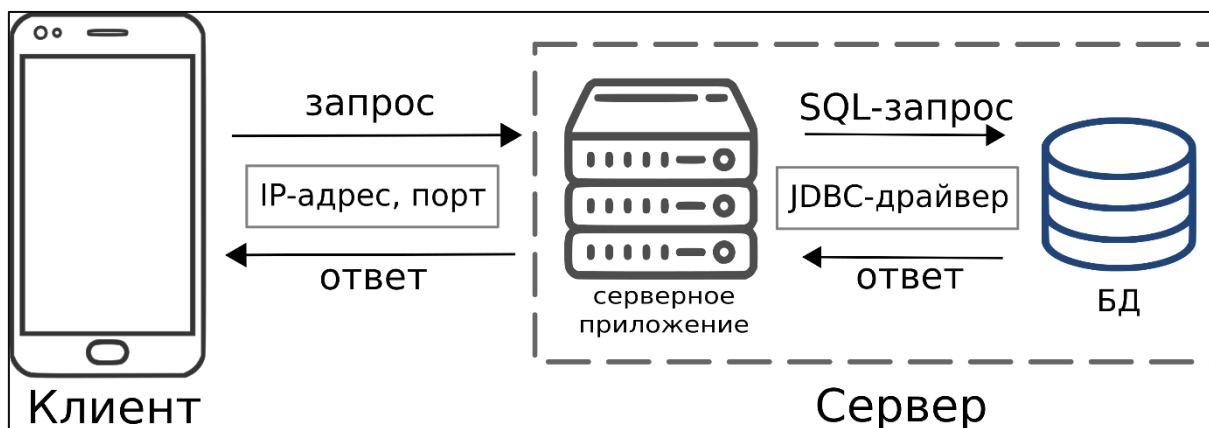 запрос
IP-адрес, порт
ответ
Клиент
SQL-запрос
JDBC-драйвер
ответ
серверное
приложение
БД
Сервер